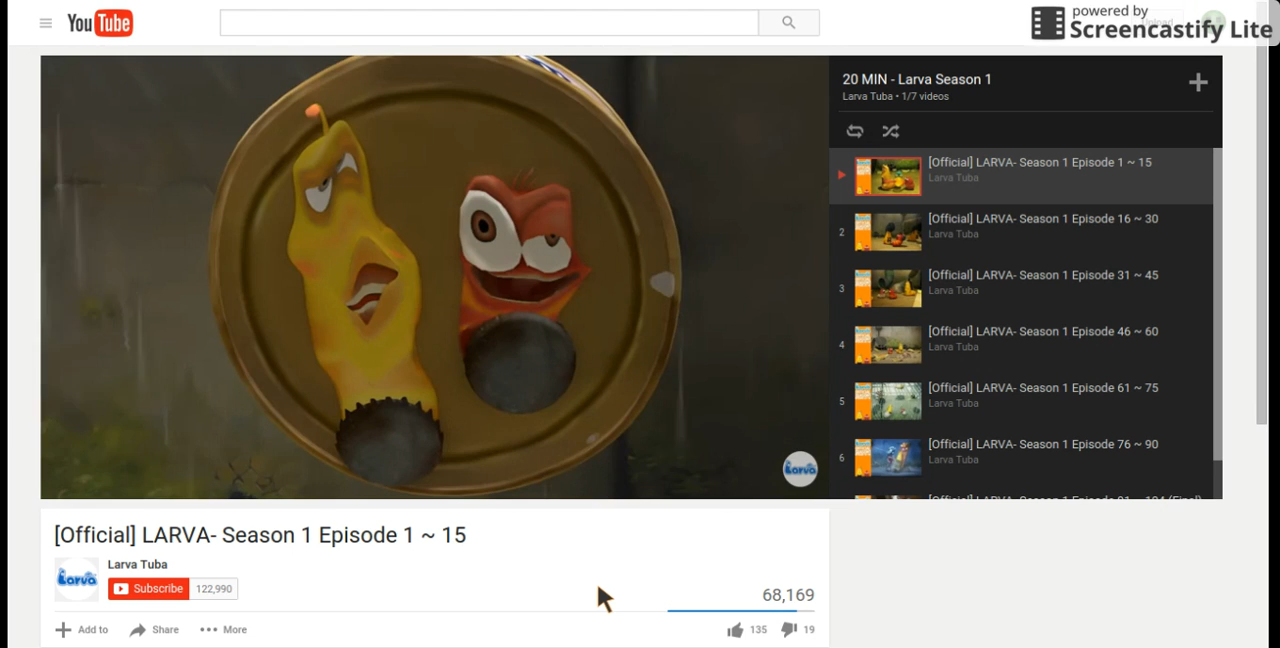 YouTube
powered by
Screencastify Lite
20 MIN - Larva Season 1
Larva Tuba • 1/7 videos
[Official] LARVA- Season 1 Episode 1 ~ 15
Larva Tuba
2
[Official] LARVA- Season 1 Episode 16 ~ 30
Larva Tuba
3
[Official] LARVA- Season 1 Episode 31 ~ 45
Larva Tuba
4
[Official] LARVA- Season 1 Episode 46 ~ 60
Larva Tuba
5
[Official] LARVA- Season 1 Episode 61 ~ 75
Larva Tuba
6
[Official] LARVA- Season 1 Episode 76 ~ 90
Larva Tuba
Larva
[Official] LARVA- Season 1 Episode 1 ~ 15
Larva
Larva Tuba
Subscribe 122,990
68,169
Add to Share More
135 19